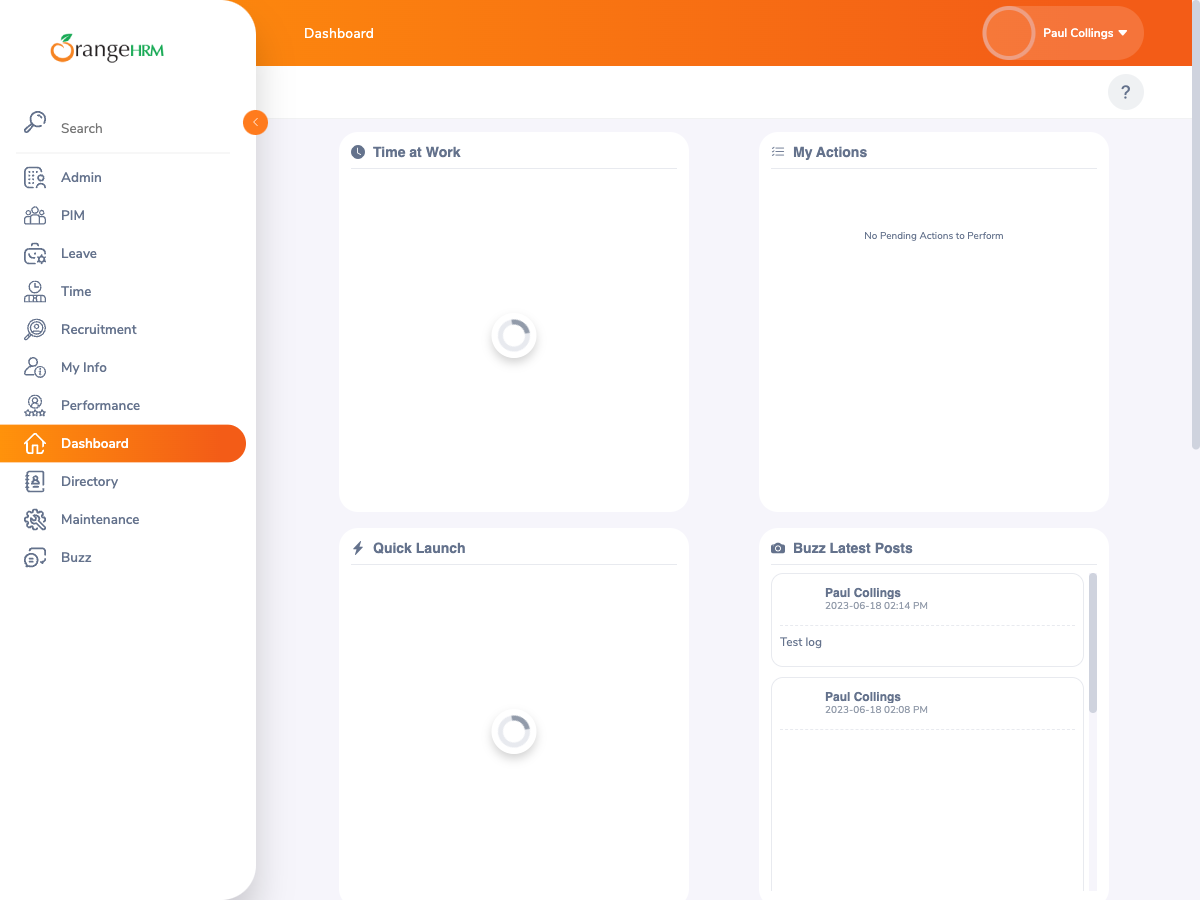 OrangeHRM
Dashboard
Paul Collings
?
Search
Admin
PIM
Leave
Time
Recruitment
My Info
Performance
Dashboard
Directory
Maintenance
Buzz
Time at Work
My Actions
No Pending Actions to Perform
Quick Launch
Buzz Latest Posts
Paul Collings
2023-06-18 02:14 PM
Test log
Paul Collings
2023-06-18 02:08 PM